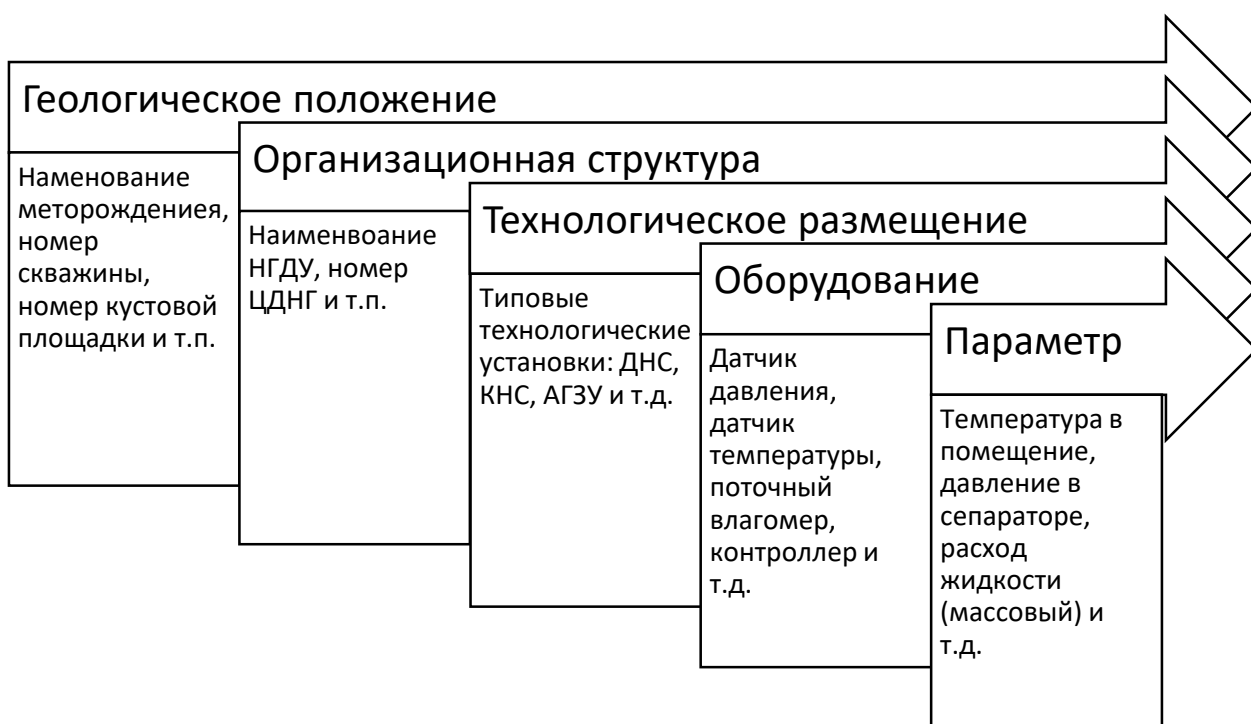 Геологическое положение
Наменование
меторождениея,
номер
скважины,
номер кустовой
площадки и т.п.
Организационная структура
Наименвоание
НГДУ, номер
ЦДНГ и т.п.
Технологическое размещение
Типовые
технологические
установки: ДНС,
КНС, АГЗУ и т.д.
Оборудование
Датчик
давления,
датчик
температуры,
поточный
влагомер,
контроллер и
т.д.
Параметр
Температура в
помещение,
давление в
сепараторе,
расход
жидкости
(массовый) и
т.д.